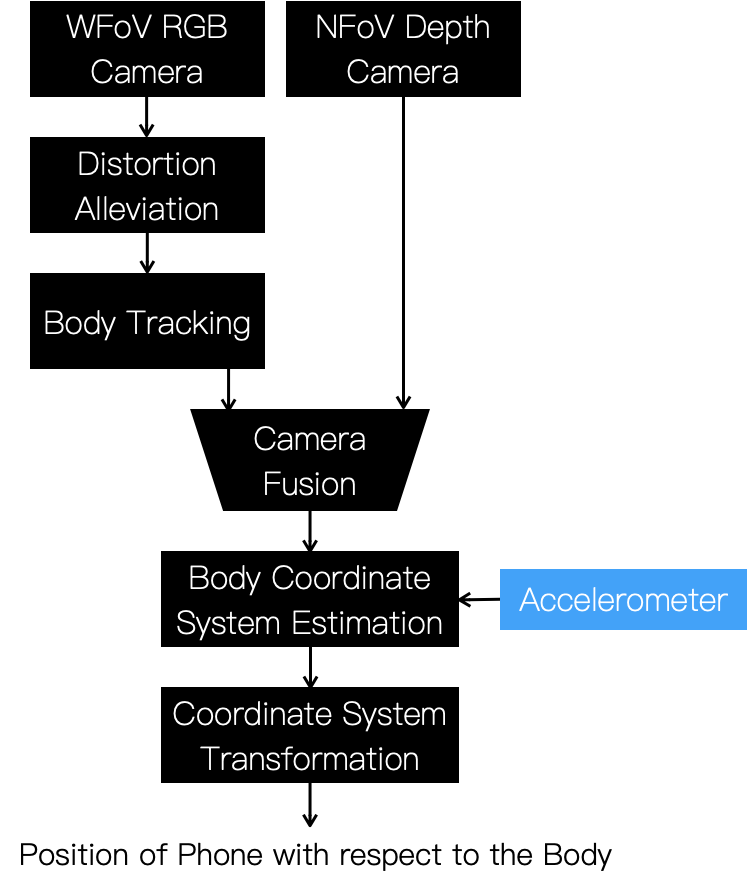 WFoV RGB
Camera
NFoV Depth
Camera
Distortion
Alleviation
Body Tracking
Camera
Fusion
Body Coordinate
System Estimation
Accelerometer
Coordinate System
Transformation
Position of Phone with respect to the Body